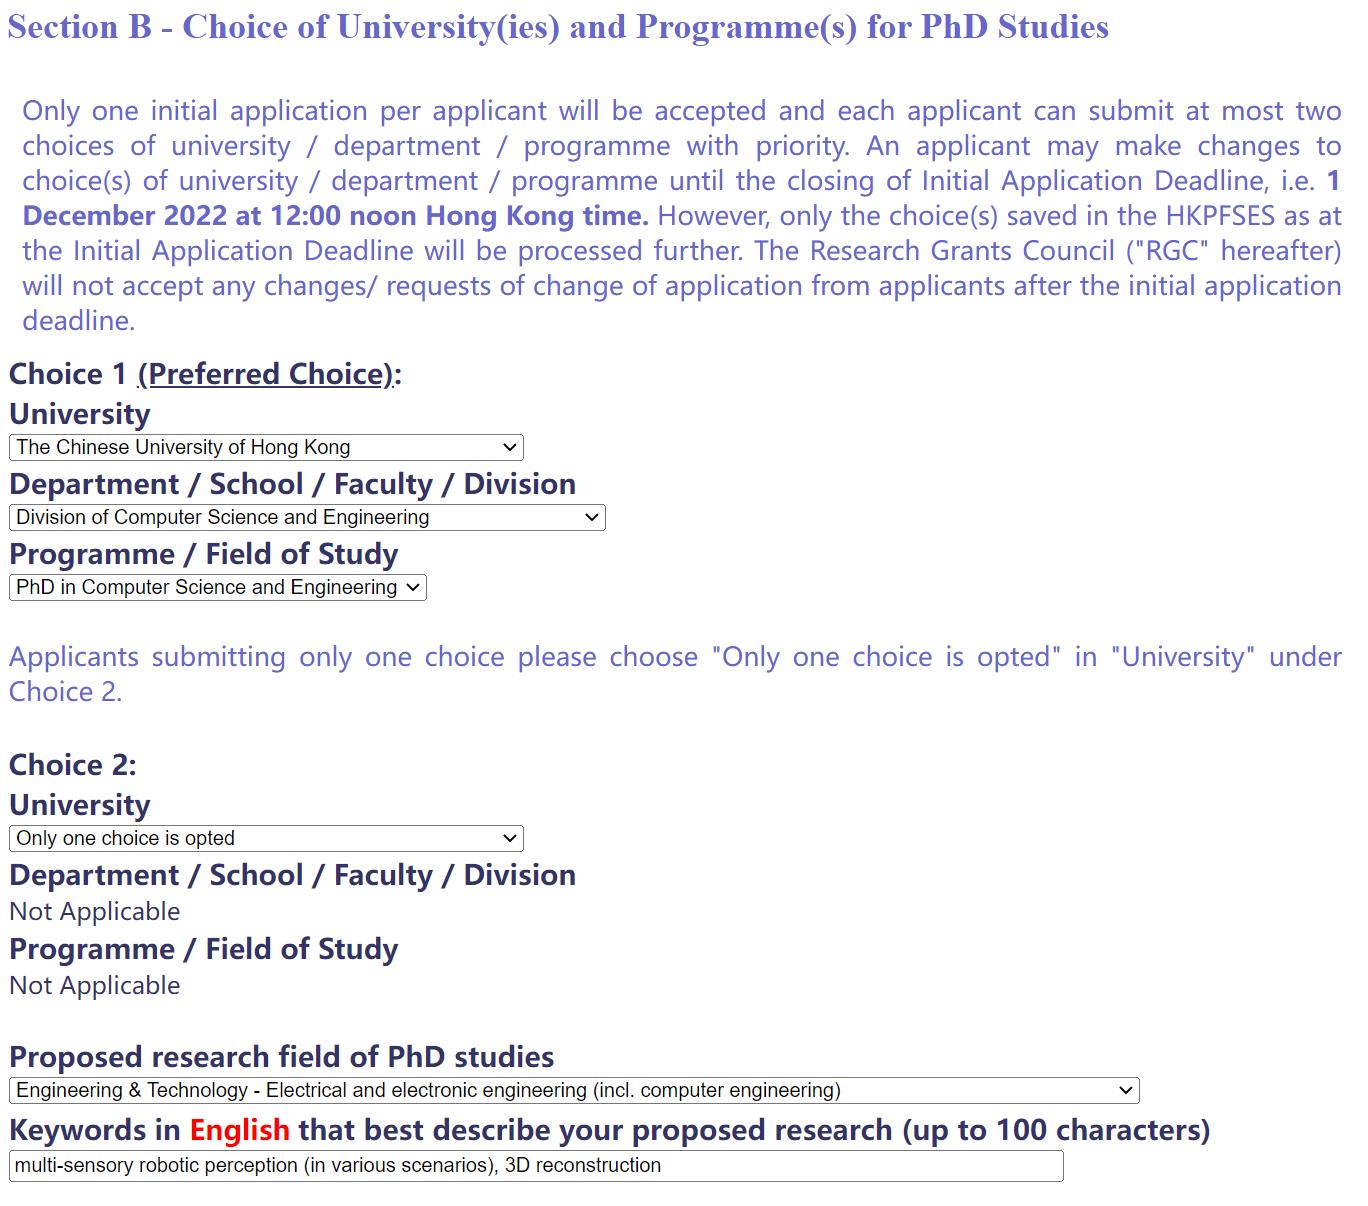 Section B - Choice of University(ies) and Programme(s) for PhD Studies
Only one initial application per applicant will be accepted and each applicant can submit at most two
choices of university / department / programme with priority. An applicant may make changes to
choice(s) of university / department / programme until the closing of Initial Application Deadline, i.e. 1
December 2022 at 12:00 noon Hong Kong time. However, only the choice(s) saved in the HKPFSES as at
the Initial Application Deadline will be processed further. The Research Grants Council ("RGC" hereafter)
will not accept any changes/ requests of change of application from applicants after the initial application
deadline.
Choice 1 (Preferred Choice):
University
The Chinese University of Hong Kong
Department / School / Faculty / Division
Division of Computer Science and Engineering
Programme / Field of Study
PhD in Computer Science and Engineering
Applicants submitting only one choice please choose "Only one choice is opted" in "University" under
Choice 2.
Choice 2:
University
Only one choice is opted
Department / School / Faculty / Division
Not Applicable
Programme / Field of Study
Not Applicable
Proposed research field of PhD studies
Engineering & Technology - Electrical and electronic engineering (incl. computer engineering)
Keywords in English that best describe your proposed research (up to 100 characters)
multi-sensory robotic perception (in various scenarios), 3D reconstruction